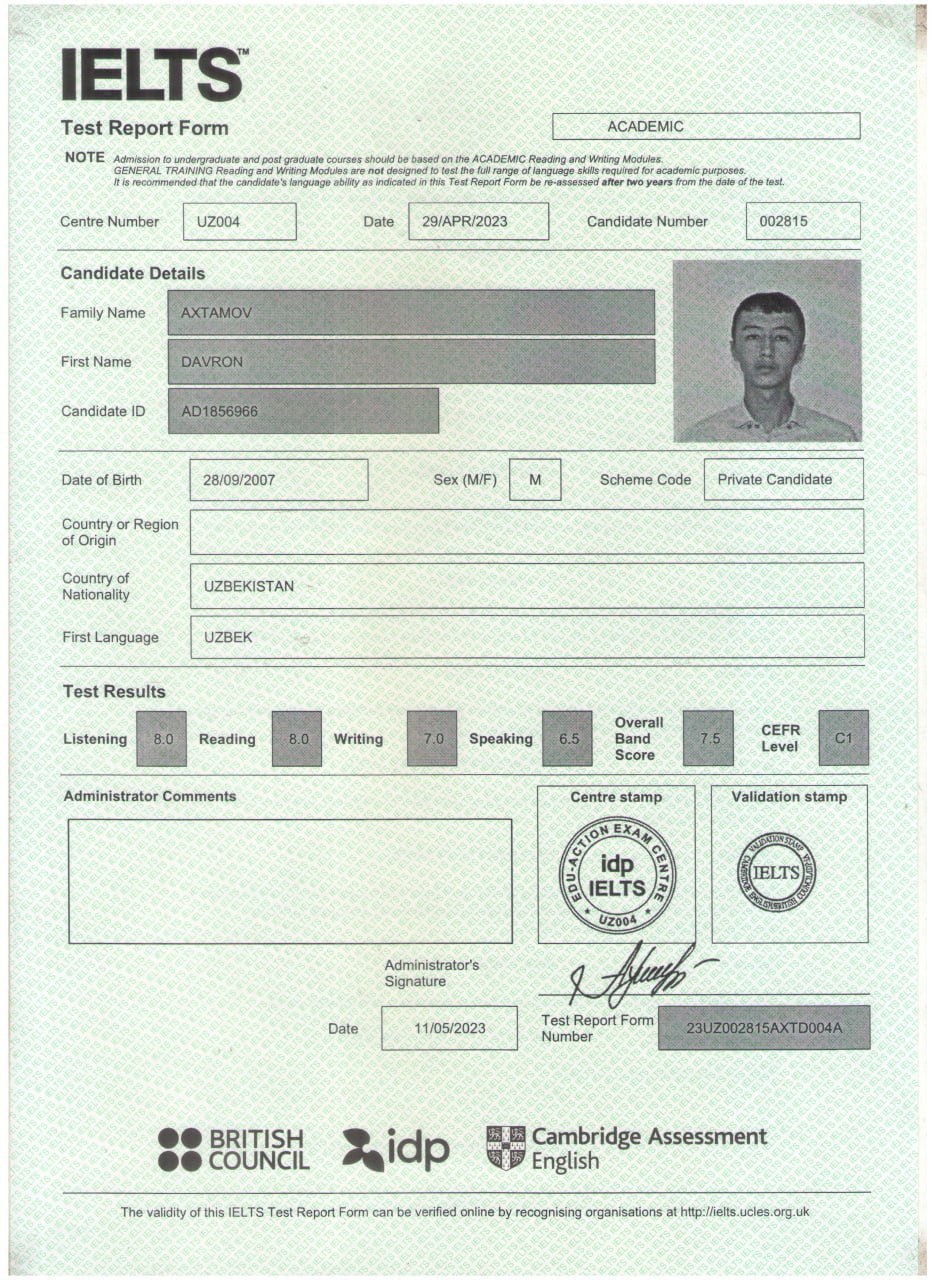 IELTS™
Test Report Form
ACADEMIC
NOTE Admission to undergraduate and post graduate courses should be based on the ACADEMIC Reading and Writing Modules.
GENERAL TRAINING Reading and Writing Modules are not designed to test the full range of language skills required for academic purposes.
It is recommended that the candidate's language ability as indicated in this Test Report Form be re-assessed after two years from the date of the test.
Centre Number UZ004 Date 29/APR/2023 Candidate Number 002815
Candidate Details
Family Name AXTAMOV
First Name DAVRON
Candidate ID AD1856966
Date of Birth 28/09/2007 Sex (M/F) M Scheme Code Private Candidate
Country or Region
of Origin
Country of
Nationality
UZBEKISTAN
First Language UZBEK
Test Results
Listening 8.0 Reading 8.0 Writing 7.0 Speaking 6.5
Overall
Band
Score
7.5
CEFR
Level
C1
Administrator Comments
Centre stamp
EDU-ACTION EXAM CENTRE
idp
IELTS
UZ004
Validation stamp
VALIDATION STAMP
IELTS
Administrator's
Signature
Date 11/05/2023
Test Report Form
Number
23UZ002815AXTD004A
BRITISH
COUNCIL
idp
Cambridge Assessment
English
The validity of this IELTS Test Report Form can be verified online by recognising organisations at http://ielts.ucles.org.uk